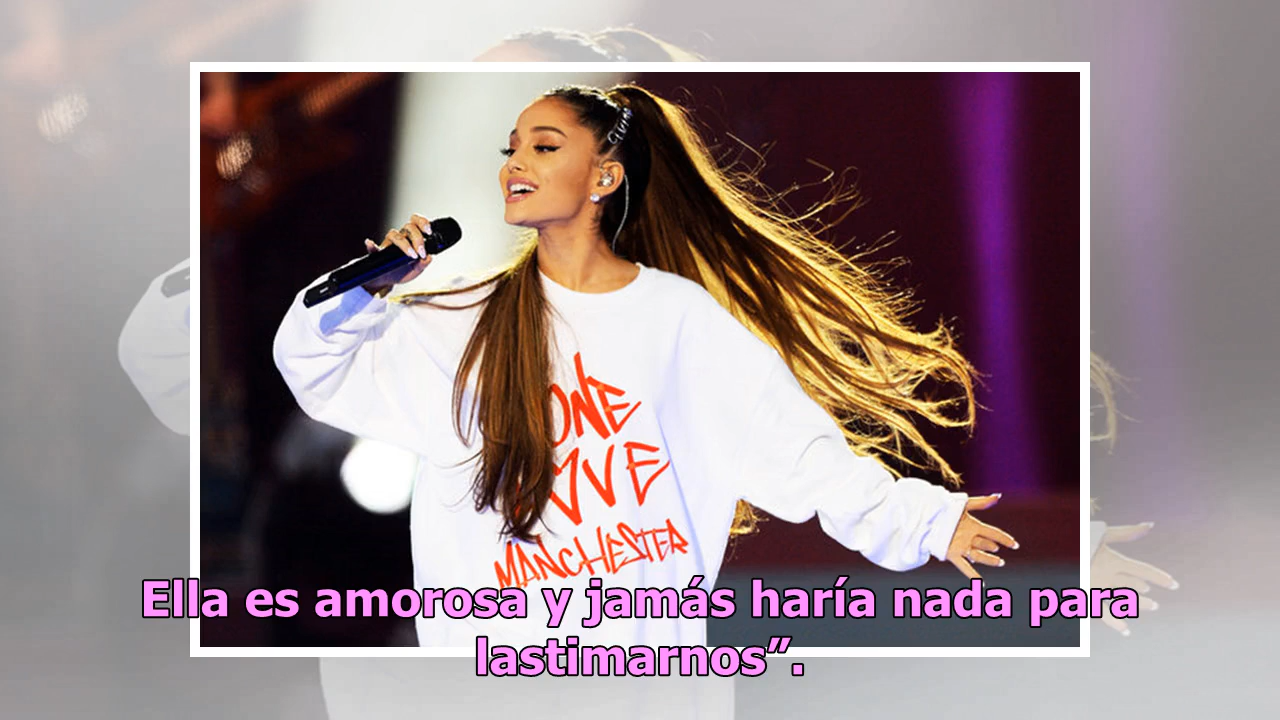 ONE
LOVE
MANCHESTER
Ella es amorosa y jamás haría nada para
lastimarnos”.